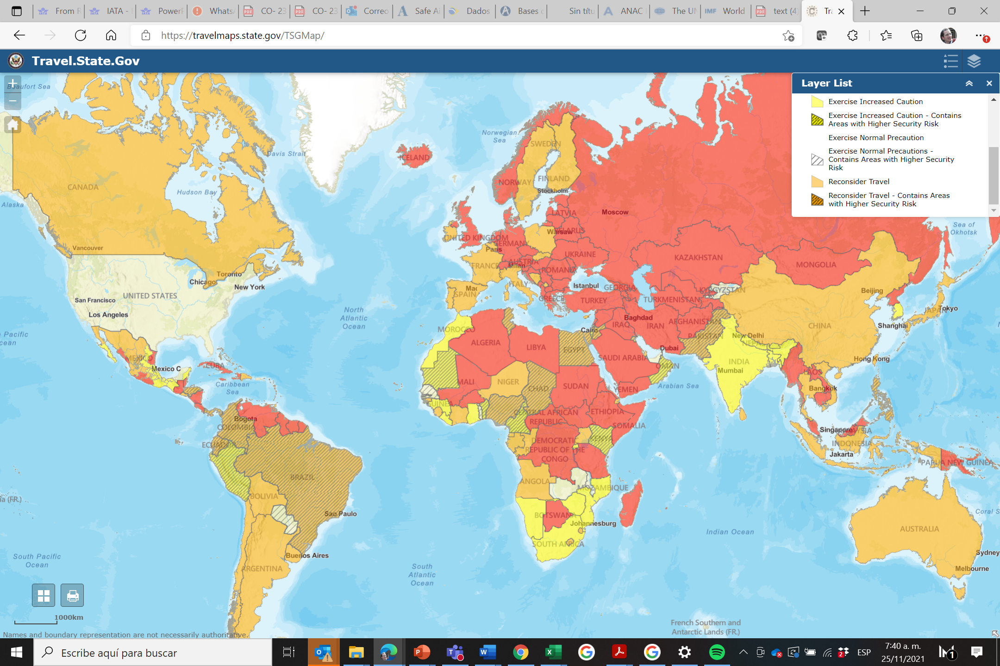 From R
IATA -
PowerP
Whats
CO- 23
CO- 23
Correo
Safe Ai
Dados
Bases
Sin títu
ANAC
The UN
IMF
World
text (4)
Tra
https://travelmaps.state.gov/TSGMap/
Travel.State.Gov
Layer List
Exercise Increased Caution
Exercise Increased Caution - Contains
Areas with Higher Security Risk
Exercise Normal Precaution
Exercise Normal Precautions -
Contains Areas with Higher Security
Risk
Reconsider Travel
Reconsider Travel - Contains Areas
with Higher Security Risk
Beaufort Sea
Norwegian
Sea
Davis Strait
ICELAND
SWEDEN
FINLAND
NORWAY
Stockholm
CANADA
Hudson Bay
Alaska
LATVIA
Moscow
Sea of
Okhotsk
BELARUS
Warsaw
UNITED KINGDOM
GERMANY
Paris
Vancouver
UKRAINE
KAZAKHSTAN
MONGOLIA
AUSTRIA
FRANCE
Milan
ROMANIA
Toronto
Chicago
New York
ITALY
Istanbul
GEORGIA
KYRGYZSTAN
Beijing
UNITED STATES
San Francisco
Mad
SPAIN
GREECE
TURKEY
TURKMENISTAN
JAPAN
Tokyo
Los Angeles
North
Atlantic
Ocean
Baghdad
IRAQ
IRAN
AFGHANISTAN
CHINA
Shanghai
MOROCCO
Cairo
PAKISTAN
New Delhi
NEPAL
Pacific
cean
ALGERIA
LIBYA
EGYPT
Dubai
SAUDI ARABIA
OMAN
INDIA
Mumbai
Hong Kong
MEXICO
Mexico C
CUBA
Caribbean
Sea
MALI
NIGER
CHAD
SUDAN
YEMEN
Arabian Sea
LAOS
Bangkok
GUINEA
CENTRAL AFRICAN
REPUBLIC
ETHIOPIA
SOMALIA
Bogota
COLOMBIA
ECUADOR
DEMOCRATIC
REPUBLIC OF THE
CONGO
KENYA
Singapore
MALAYSIA
INDONESIA
Jakarta
PAPUA NEW GUINEA
BRAZIL
ANGOLA
MOZAMBIQUE
ia (FR.)
BOLIVIA
Sao Paulo
BOTSWANA
Johannesburg
Coral S
Indian Ocean
AUSTRALIA
SOUTH AFRICA
South Pacific
Ocean
Buenos Aires
Sydney
ARGENTINA
South
Atlantic
Ocean
Melbourne
1000km
French Southern and
Antarctic Lands (FR.)
Names and boundary representation are not necessarily authoritative.
Escribe aquí para buscar
ESP
7:40 a. m.
25/11/2021
1
2